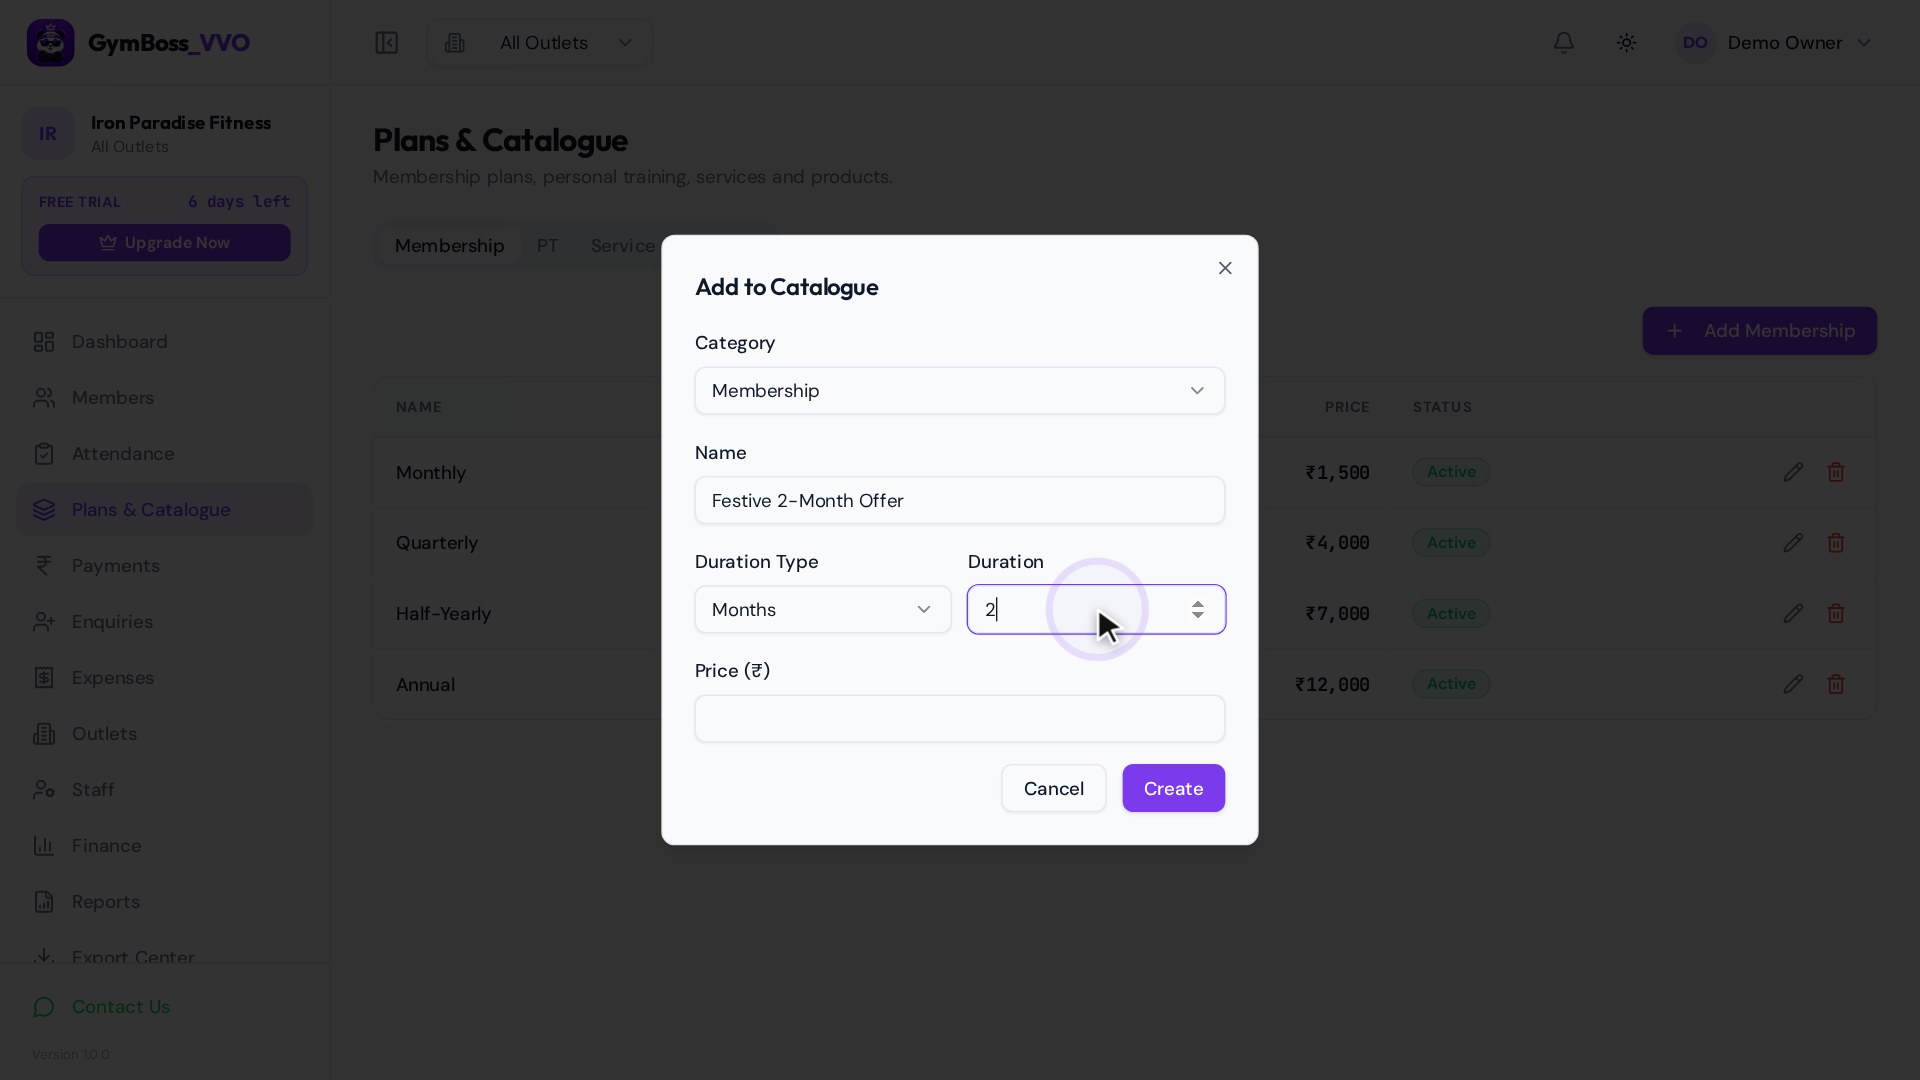 GymBoss_VVO
All Outlets
DO Demo Owner
IR
Iron Paradise Fitness
All Outlets
FREE TRIAL 6 days left
Upgrade Now
Dashboard
Members
Attendance
Plans & Catalogue
Payments
Enquiries
Expenses
Outlets
Staff
Finance
Reports
Export Center
Contact Us
Version 1.0.0
Plans & Catalogue
Membership plans, personal training, services and products.
Membership PT Service
Add Membership
NAME PRICE STATUS
Monthly ₹1,500 Active
Quarterly ₹4,000 Active
Half-Yearly ₹7,000 Active
Annual ₹12,000 Active
Add to Catalogue
Category
Membership
Name
Festive 2-Month Offer
Duration Type Duration
Months 2
Price (₹)
Cancel Create